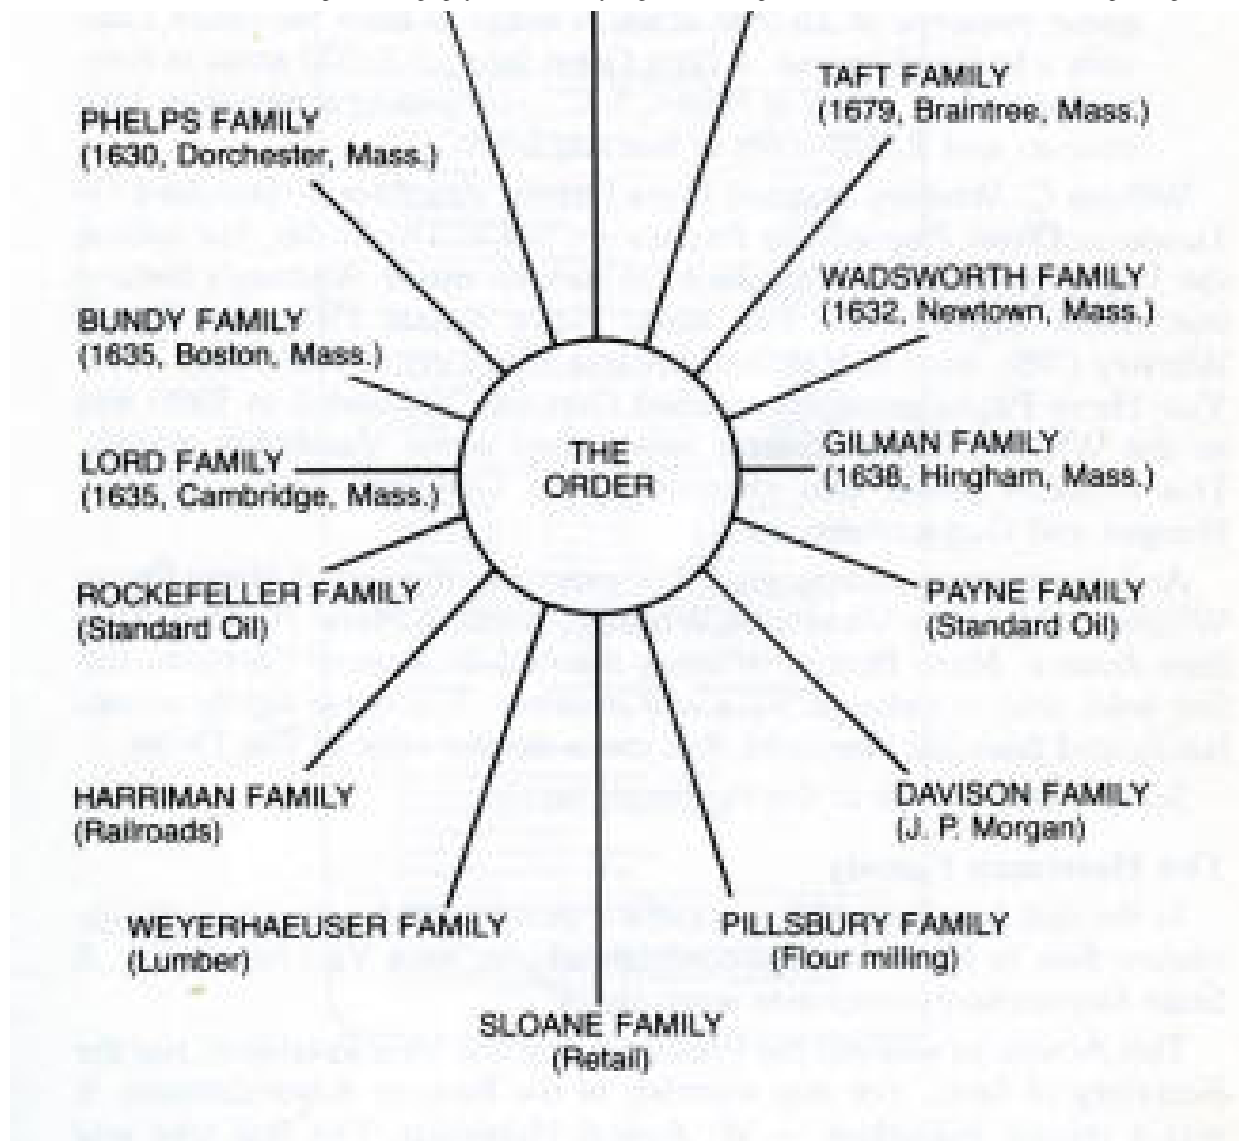 TAFT FAMILY
(1679, Braintree, Mass.)
PHELPS FAMILY
(1630, Dorchester, Mass.)
WADSWORTH FAMILY
(1632, Newtown, Mass.)
BUNDY FAMILY
(1635, Boston, Mass.)
THE
ORDER
GILMAN FAMILY
(1638, Hingham, Mass.)
LORD FAMILY
(1635, Cambridge, Mass.)
ROCKEFELLER FAMILY
(Standard Oil)
PAYNE FAMILY
(Standard Oil)
HARRIMAN FAMILY
(Railroads)
DAVISON FAMILY
(J. P. Morgan)
WEYERHAEUSER FAMILY
(Lumber)
PILLSBURY FAMILY
(Flour milling)
SLOANE FAMILY
(Retail)